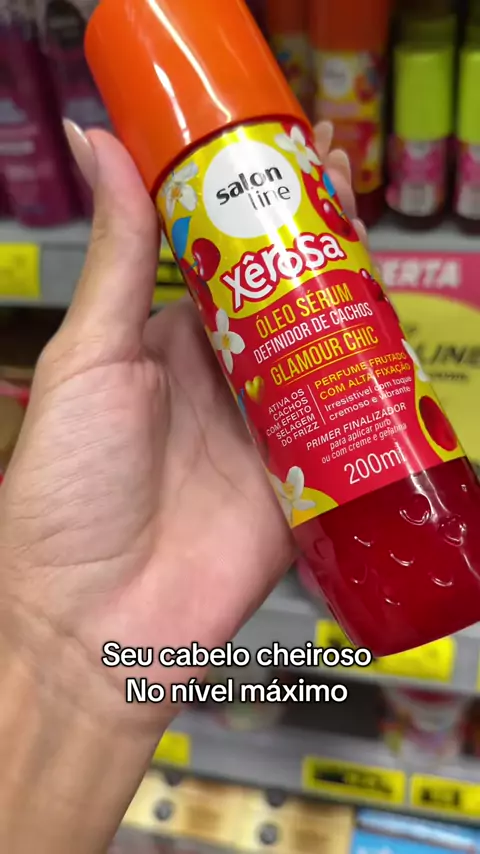 salon
line
xêrosa
ÓLEO SÉRUM
DEFINIDOR DE CACHOS
GLAMOUR CHIC
ATIVA OS
CACHOS
COM EFEITO
SELAGEM
DO FRIZZ
PERFUME FRUTADO
COM ALTA FIXAÇÃO
Irresistível com toque
cremoso e vibrante
PRIMER FINALIZADOR
para aplicar puro
ou com creme e gelatina
200ml
ERTA
LINE
Seu cabelo cheiroso
No nível máximo